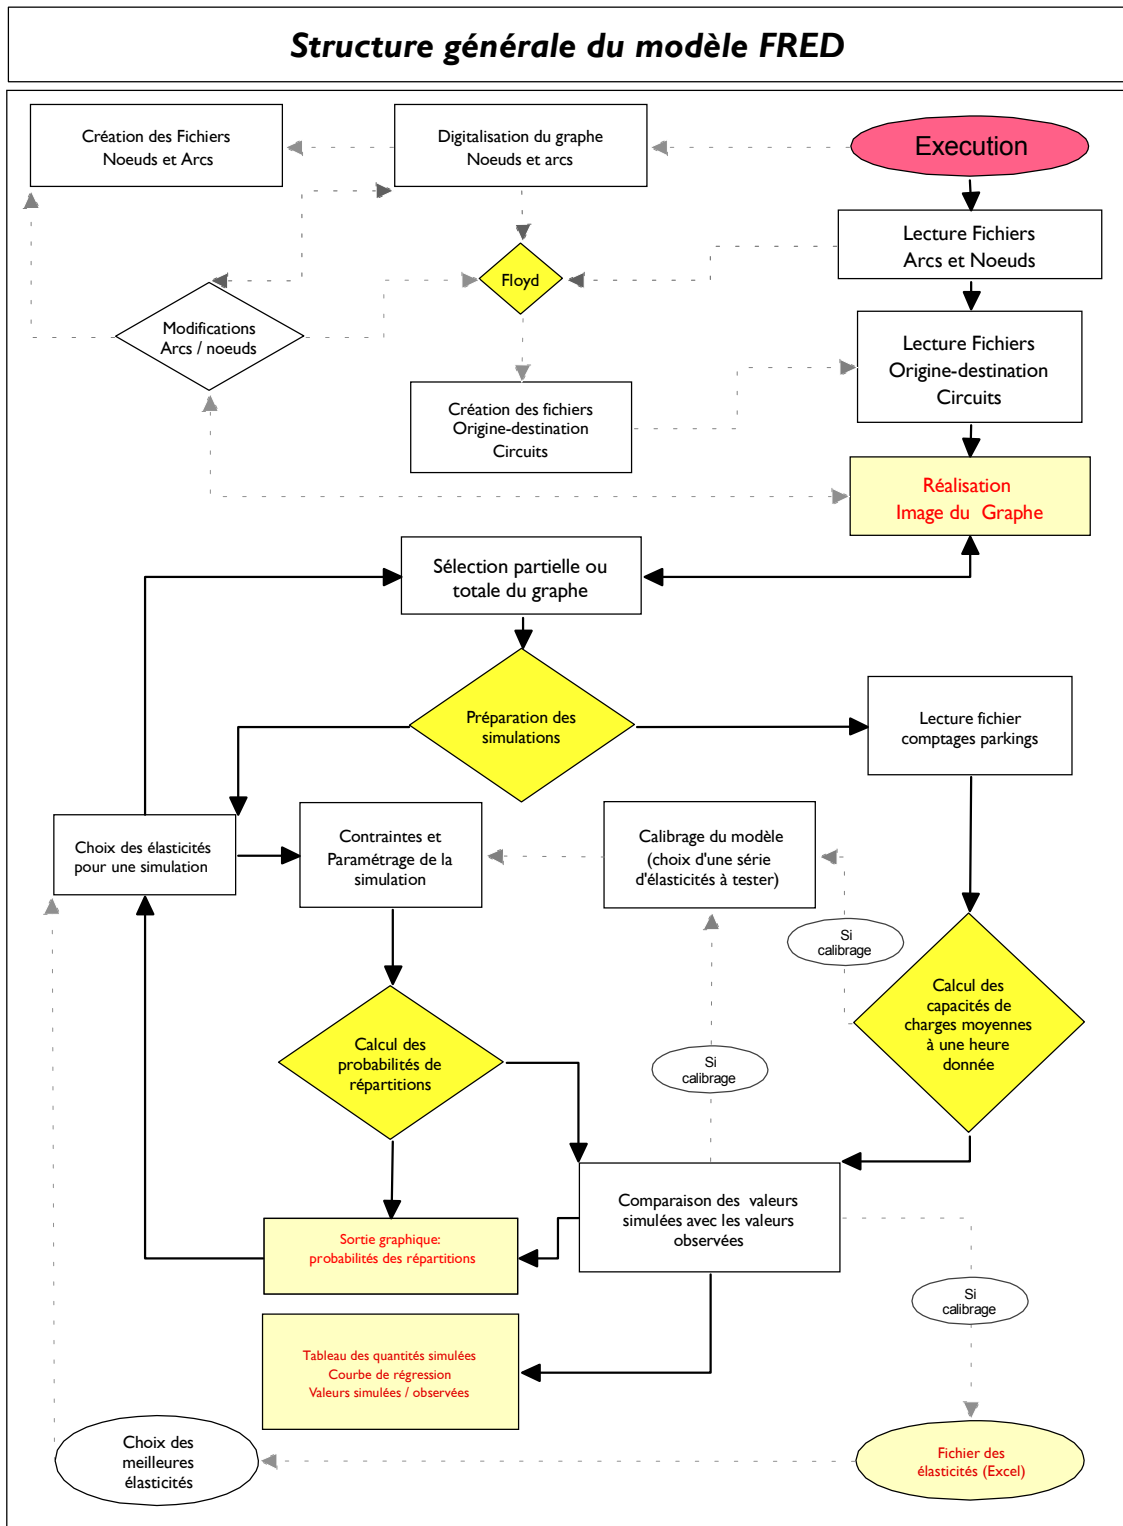 Structure générale du modèle FRED
Création des Fichiers
Noeuds et Arcs
Digitalisation du graphe
Noeuds et arcs
Execution
Lecture Fichiers
Arcs et Noeuds
Floyd
Modifications
Arcs / noeuds
Lecture Fichiers
Origine-destination
Circuits
Création des fichiers
Origine-destination
Circuits
Réalisation
Image du Graphe
Sélection partielle ou
totale du graphe
Préparation des
simulations
Lecture fichier
comptages parkings
Choix des élasticités
pour une simulation
Contraintes et
Paramétrage de la
simulation
Calibrage du modèle
(choix d'une série
d'élasticités à tester)
Si
calibrage
Calcul des
capacités de
charges moyennes
à une heure
donnée
Calcul des
probabilités de
répartitions
Si
calibrage
Comparaison des valeurs
simulées avec les valeurs
observées
Sortie graphique:
probabilités des répartitions
Si
calibrage
Tableau des quantités simulées
Courbe de régression
Valeurs simulées / observées
Choix des
meilleures
élasticités
Fichier des
élasticités (Excel)